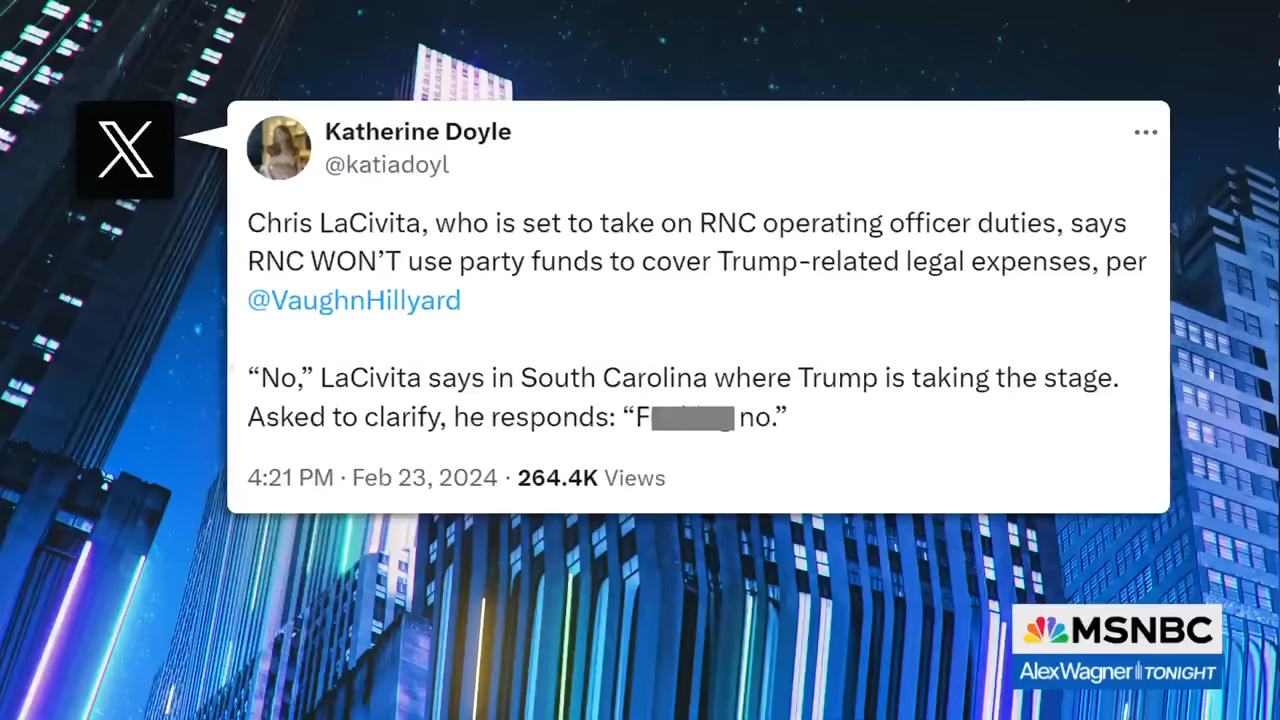 Katherine Doyle
@katiadoyl
Chris LaCivita, who is set to take on RNC operating officer duties, says
RNC WON’T use party funds to cover Trump-related legal expenses, per
@VaughnHillyard
“No,” LaCivita says in South Carolina where Trump is taking the stage.
Asked to clarify, he responds: “F no.”
4:21 PM · Feb 23, 2024 · 264.4K Views
MSNBC
AlexWagner TONIGHT